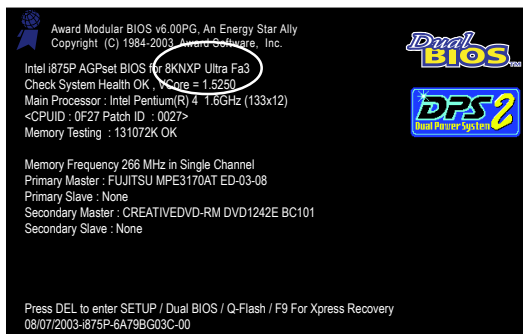 Award Modular BIOS v6.00PG, An Energy Star Ally
Copyright (C) 1984-2003, Award Software, Inc.
Dual
BIOS TM
Intel i875P AGPset BIOS for 8KNXP Ultra Fa3
Check System Health OK , VCore = 1.5250
Main Processor : Intel Pentium(R) 4 1.6GHz (133x12)
<CPUID : 0F27 Patch ID : 0027>
Memory Testing : 131072K OK
DPS2
Dual Power System
Memory Frequency 266 MHz in Single Channel
Primary Master : FUJITSU MPE3170AT ED-03-08
Primary Slave : None
Secondary Master : CREATIVEDVD-RM DVD1242E BC101
Secondary Slave : None
Press DEL to enter SETUP / Dual BIOS / Q-Flash / F9 For Xpress Recovery
08/07/2003-i875P-6A79BG03C-00